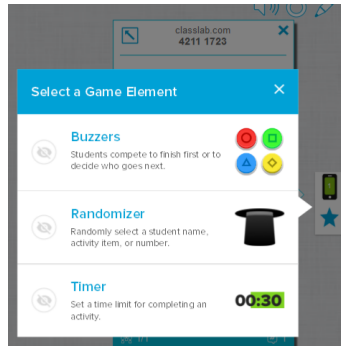 classlab.com
4211 1723
Select a Game Element
Buzzers
Students compete to finish first or to
decide who goes next.
Randomizer
Randomly select a student name,
activity item, or number.
Timer
Set a time limit for completing an
activity.
00:30